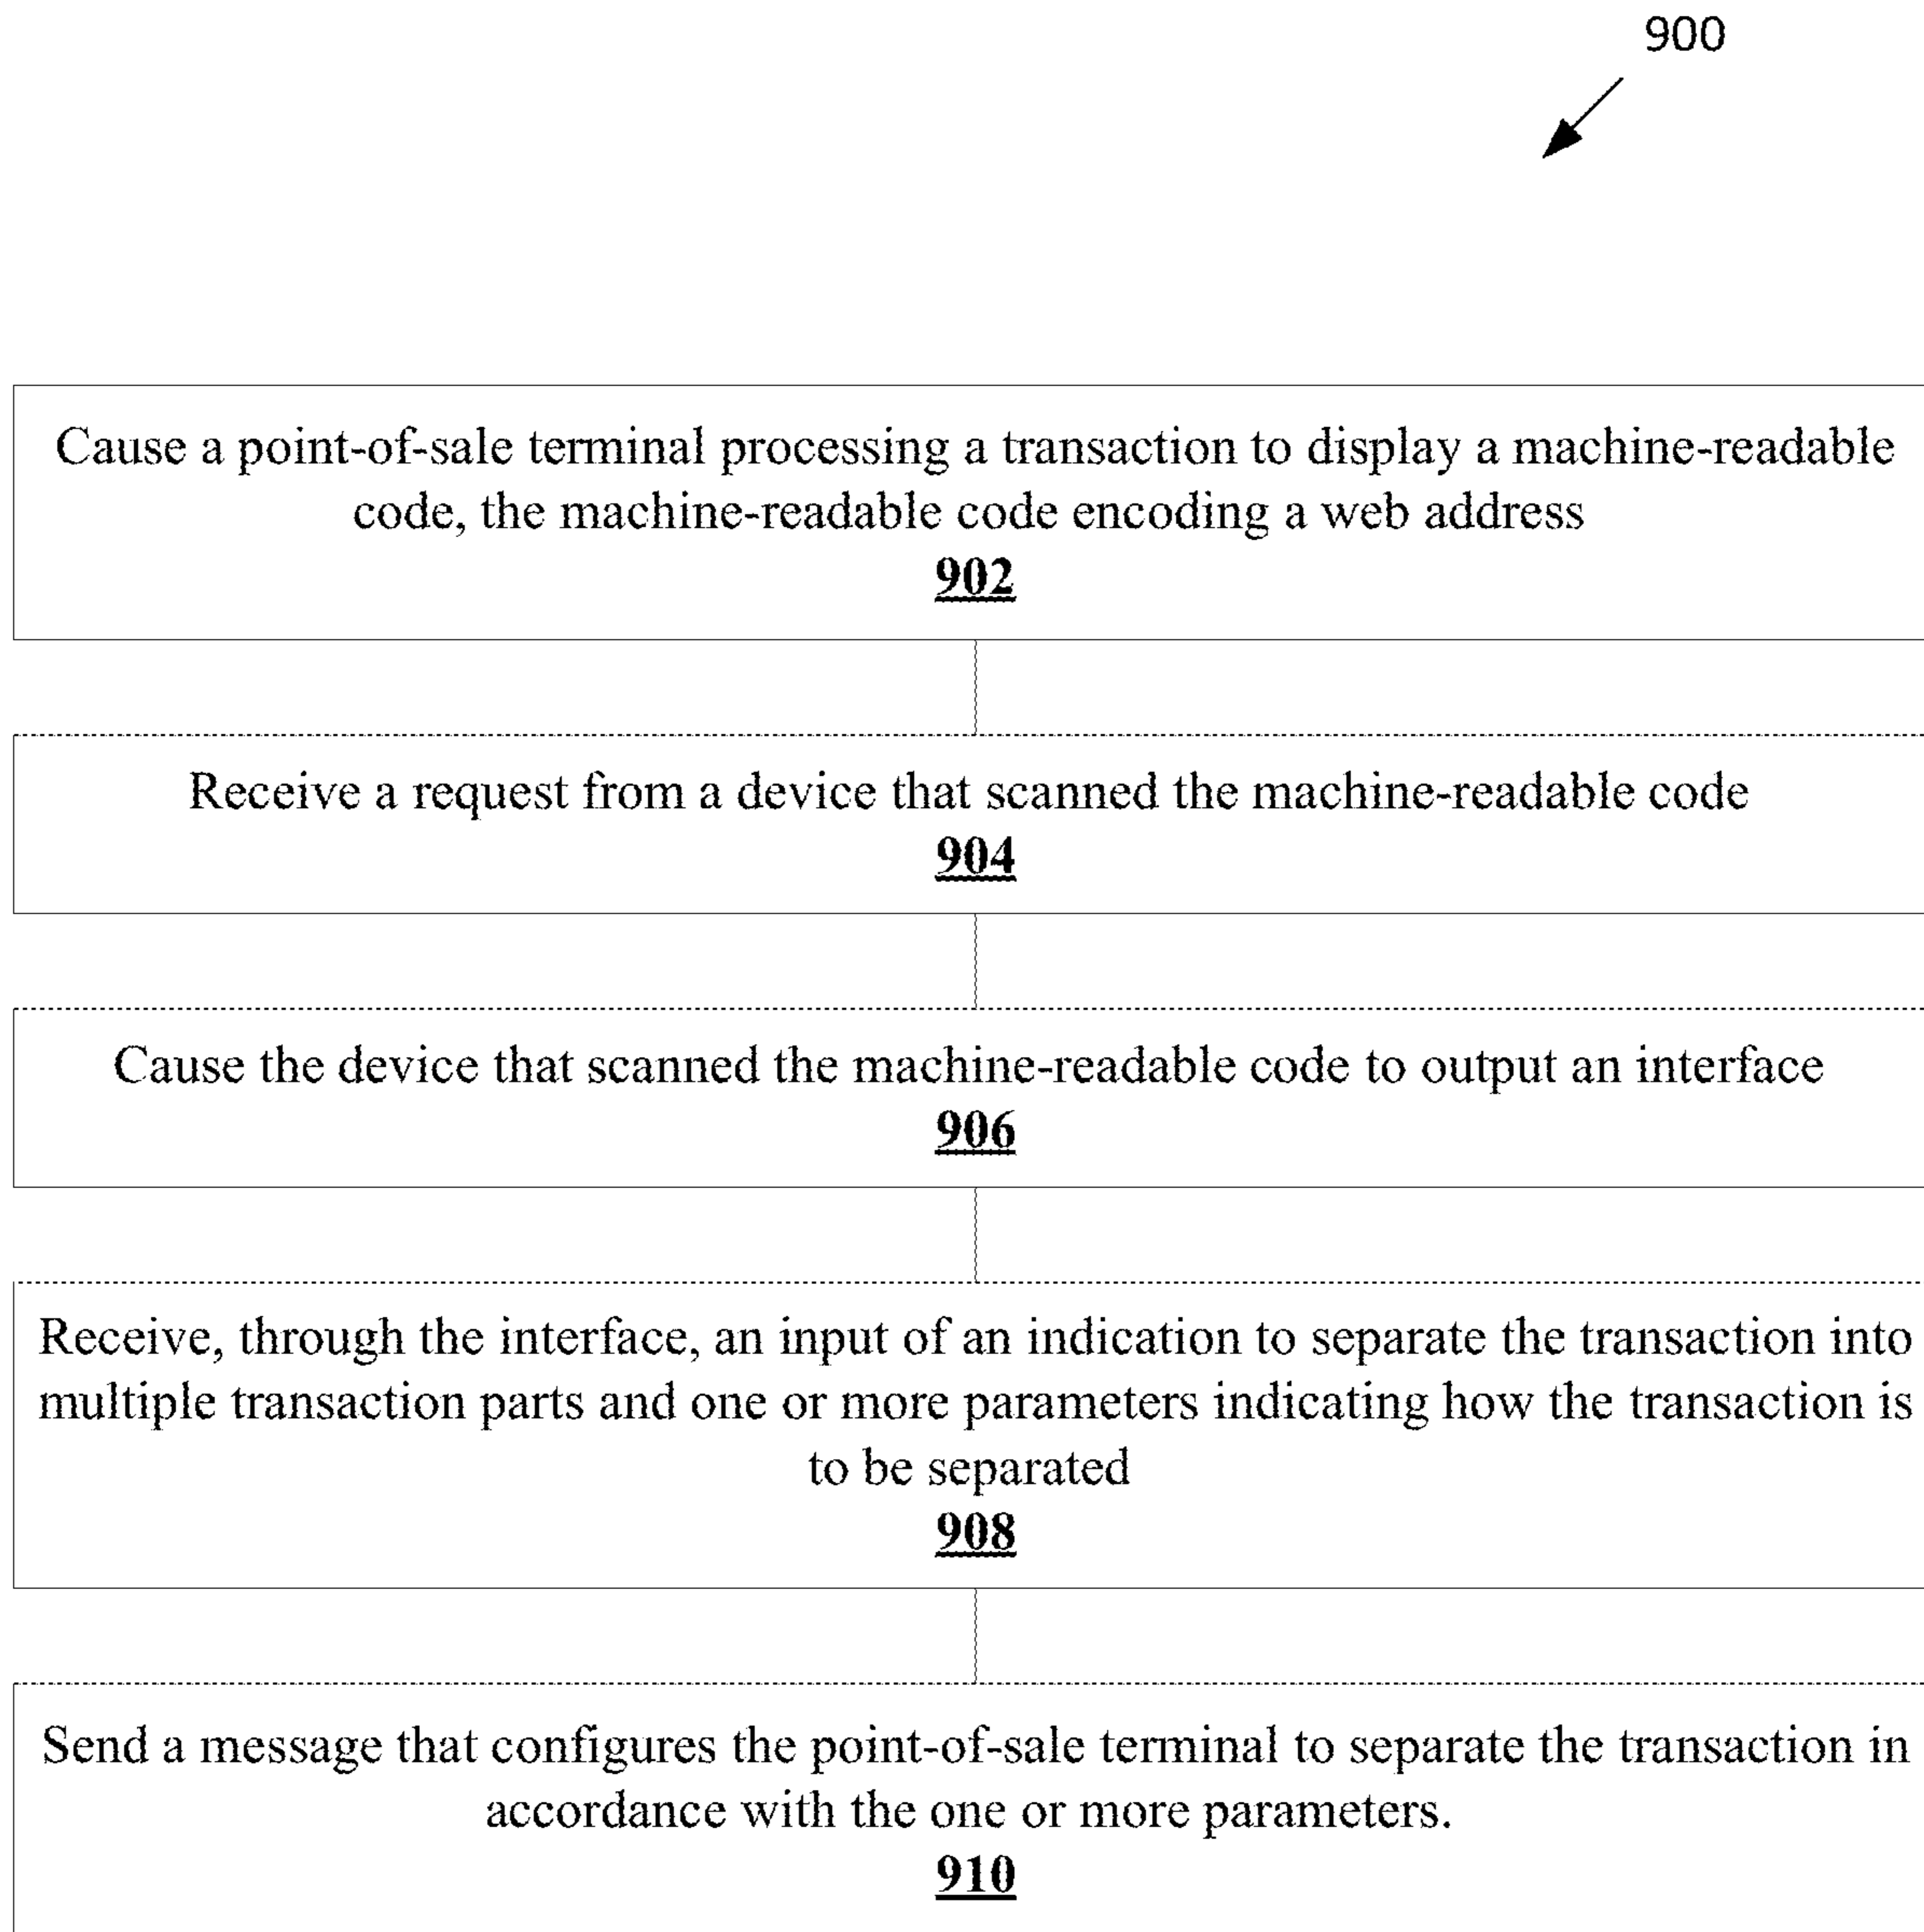 900
Cause a point-of-sale terminal processing a transaction to display a machine-readable
code, the machine-readable code encoding a web address
902
Receive a request from a device that scanned the machine-readable code
904
Cause the device that scanned the machine-readable code to output an interface
906
Receive, through the interface, an input of an indication to separate the transaction into
multiple transaction parts and one or more parameters indicating how the transaction is
to be separated
908
Send a message that configures the point-of-sale terminal to separate the transaction in
accordance with the one or more parameters.
910